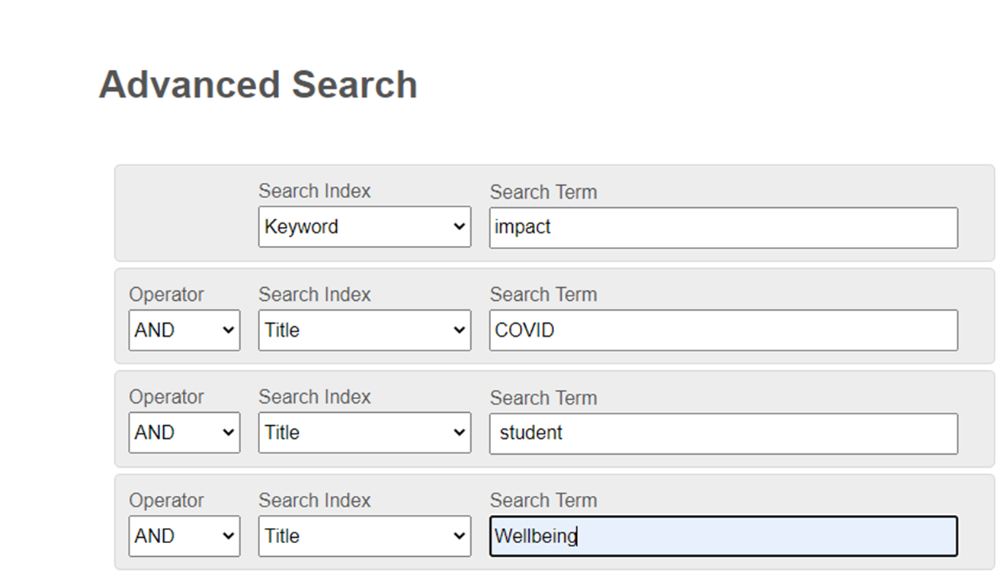 Advanced Search
Search Index Search Term
Keyword impact
Operator Search Index Search Term
AND Title COVID
Operator Search Index Search Term
AND Title student
Operator Search Index Search Term
AND Title Wellbeing